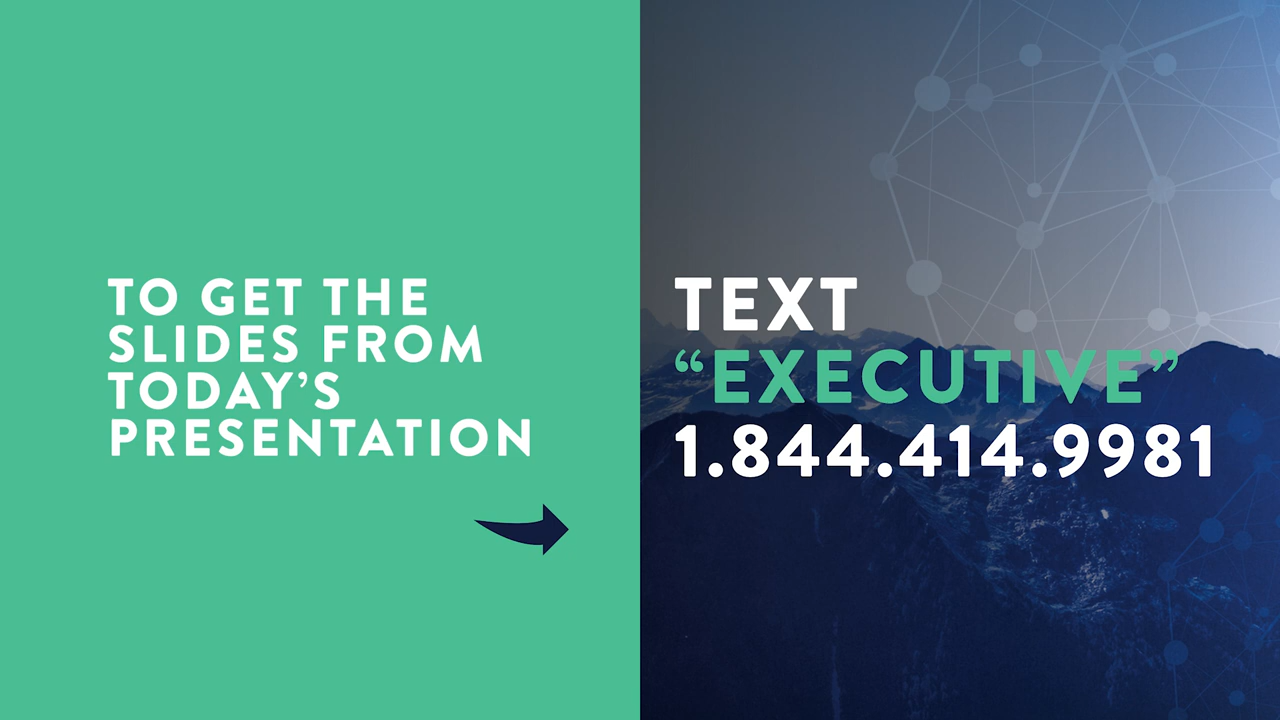 TO GET THE
SLIDES FROM
TODAY’S
PRESENTATION
TEXT
“EXECUTIVE”
1.844.414.9981